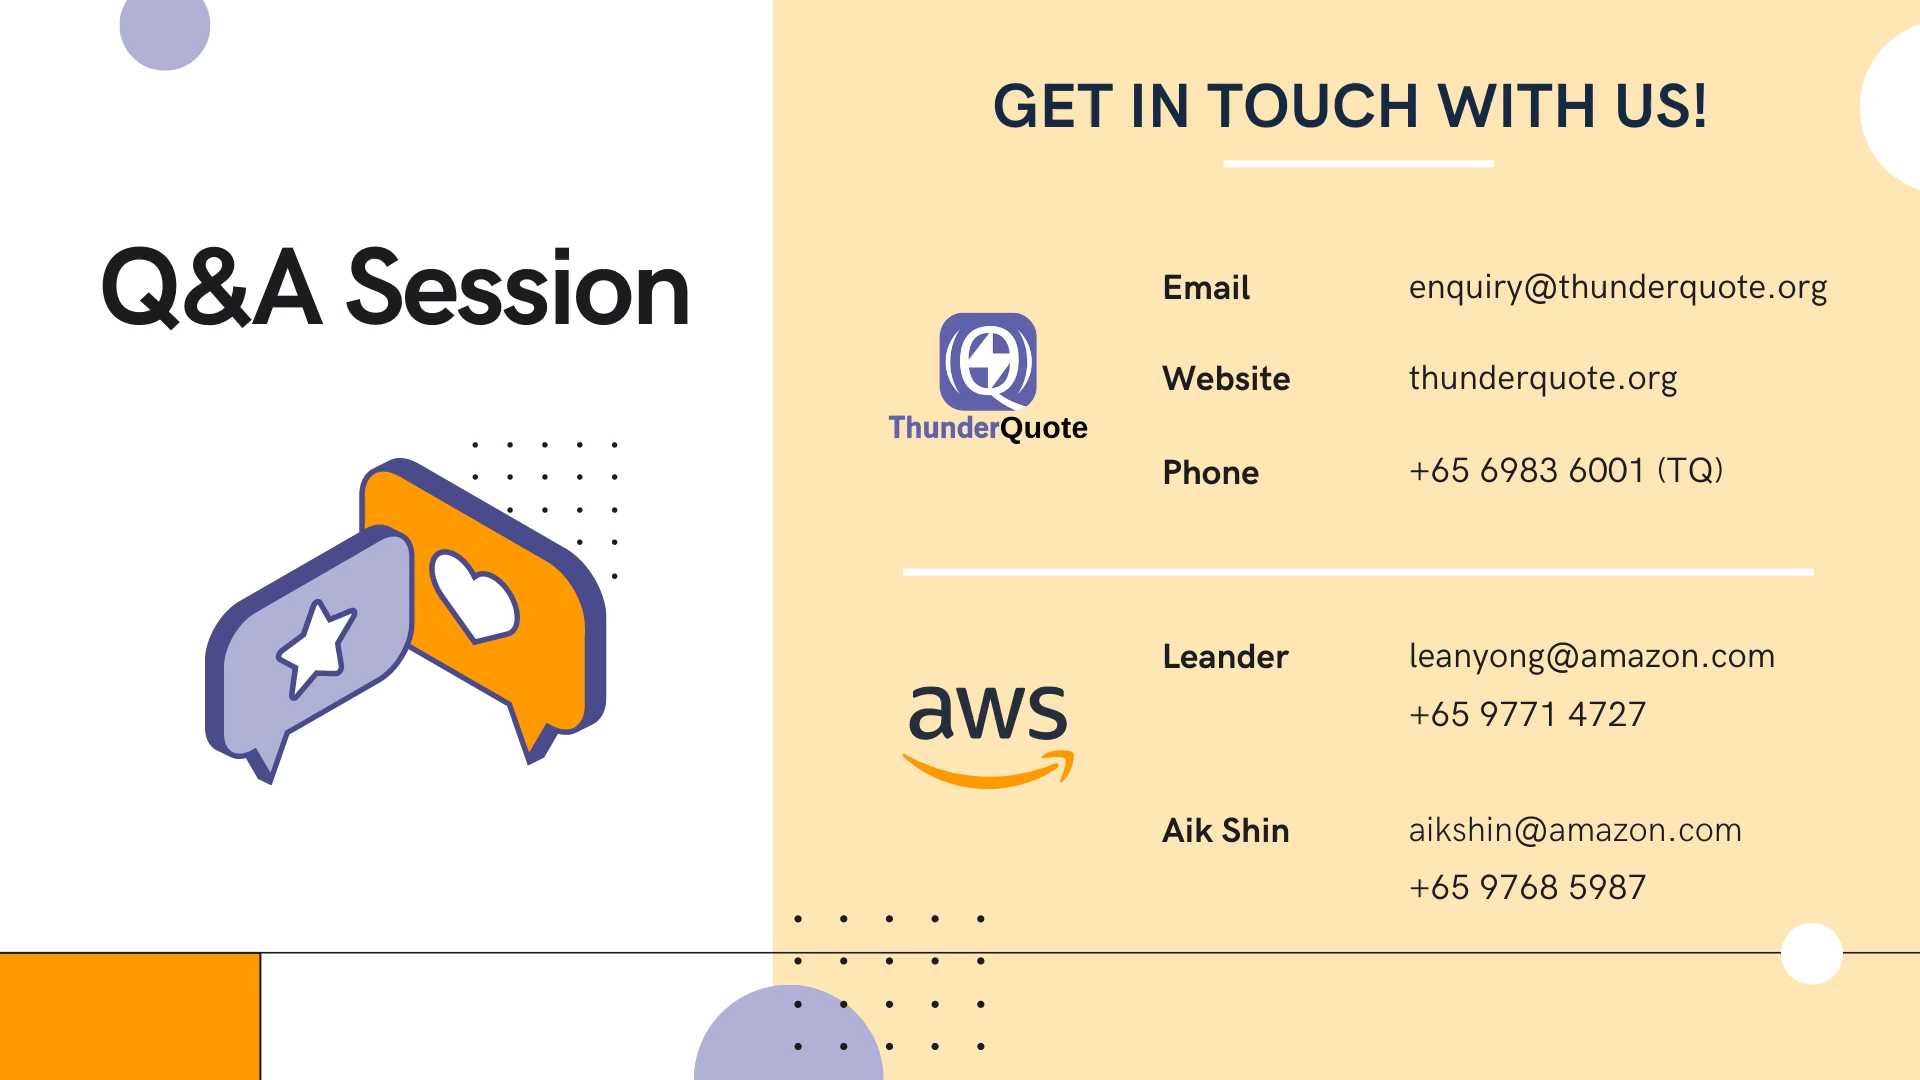 Q&A Session
GET IN TOUCH WITH US!
ThunderQuote
Email enquiry@thunderquote.org
Website thunderquote.org
Phone +65 6983 6001 (TQ)
aws
Leander leanyong@amazon.com
+65 9771 4727
Aik Shin aikshin@amazon.com
+65 9768 5987